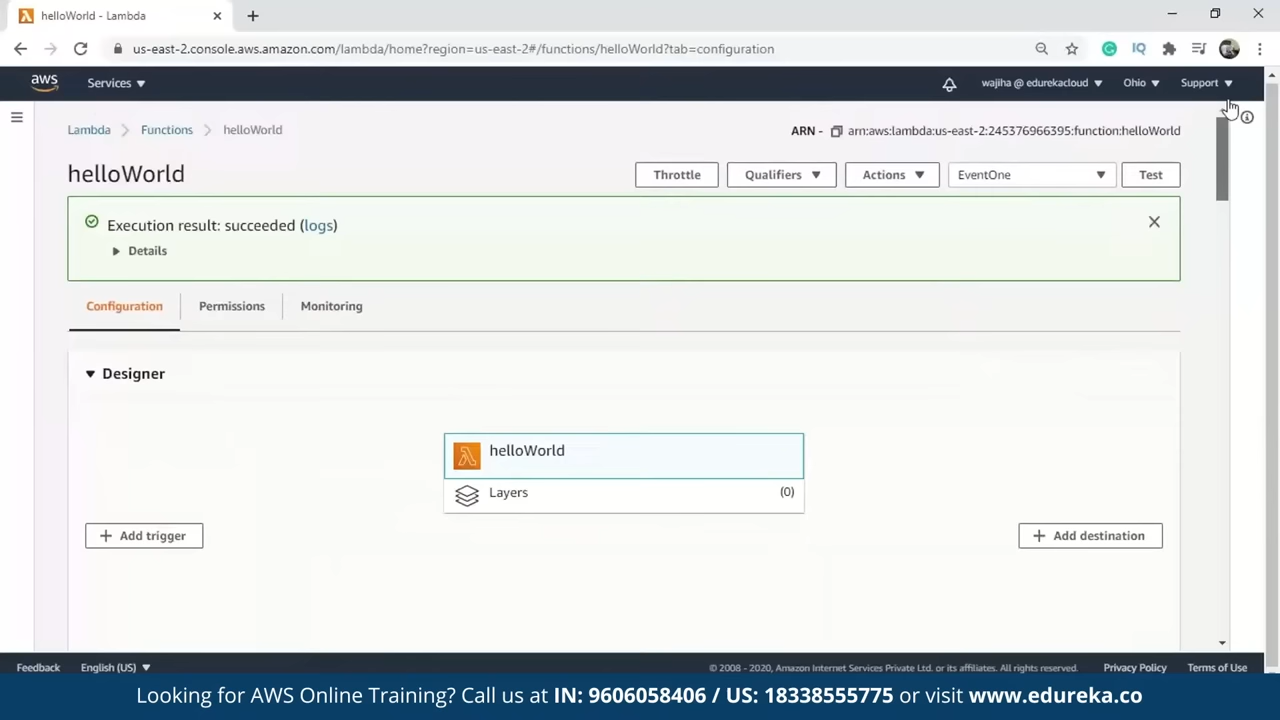 helloWorld - Lambda
us-east-2.console.aws.amazon.com/lambda/home?region=us-east-2#/functions/helloWorld?tab=configuration
IQ
aws Services wajiha @ edurekacloud Ohio Support
Lambda Functions helloWorld ARN - arn:aws:lambda:us-east-2:245376966395:function:helloWorld
helloWorld Throttle Qualifiers Actions EventOne Test
Execution result: succeeded (logs)
Details
Configuration Permissions Monitoring
Designer
helloWorld
Layers (0)
+ Add trigger + Add destination
Feedback English (US) © 2008 - 2020, Amazon Internet Services Private Ltd. or its affiliates. All rights reserved. Privacy Policy Terms of Use
Looking for AWS Online Training? Call us at IN: 9606058406 / US: 18338555775 or visit www.edureka.co